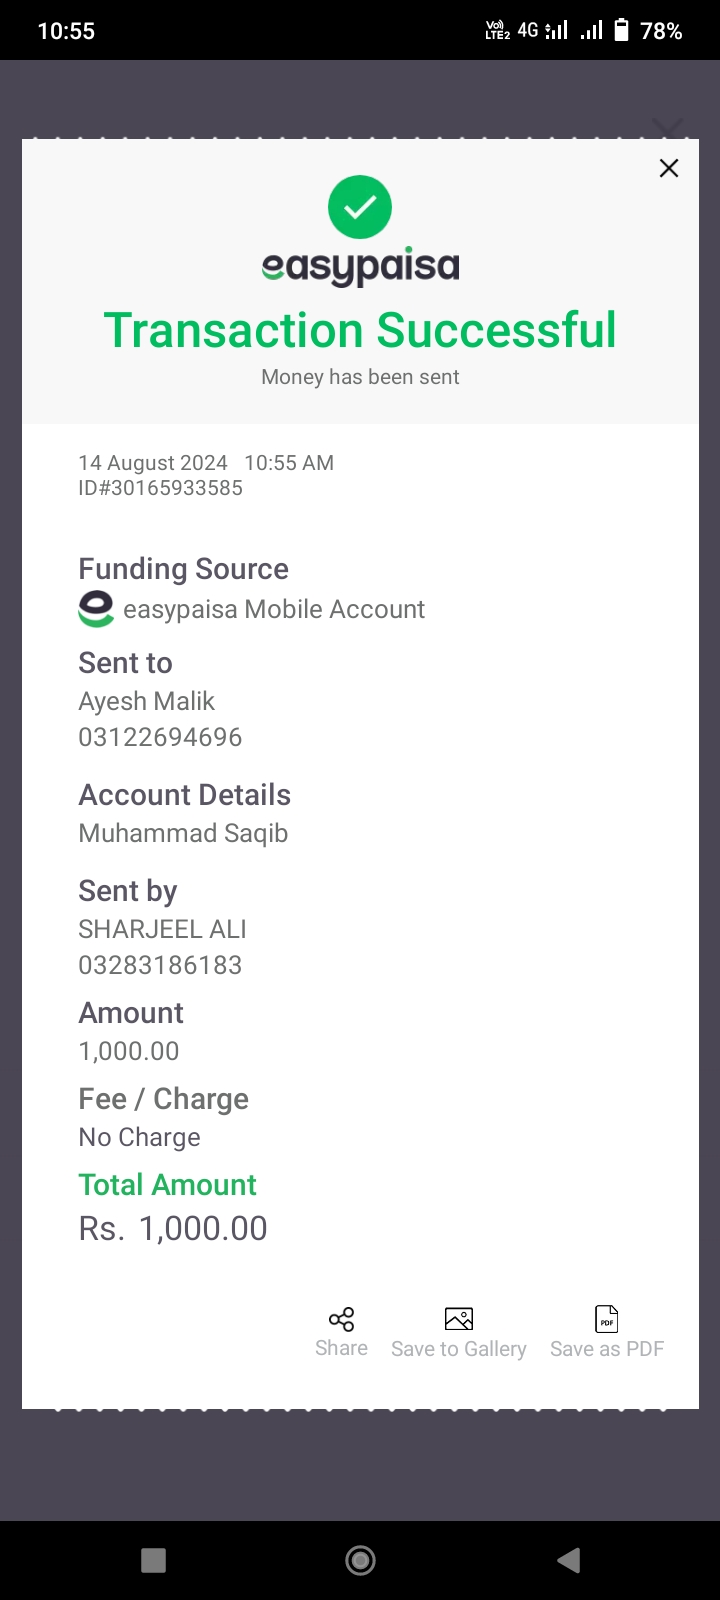 10:55
Vo)) LTE2 4G 78%
easypaisa
Transaction Successful
Money has been sent
14 August 2024 10:55 AM
ID#30165933585
Funding Source
easypaisa Mobile Account
Sent to
Ayesh Malik
03122694696
Account Details
Muhammad Saqib
Sent by
SHARJEEL ALI
03283186183
Amount
1,000.00
Fee / Charge
No Charge
Total Amount
Rs. 1,000.00
PDF
Share Save to Gallery Save as PDF